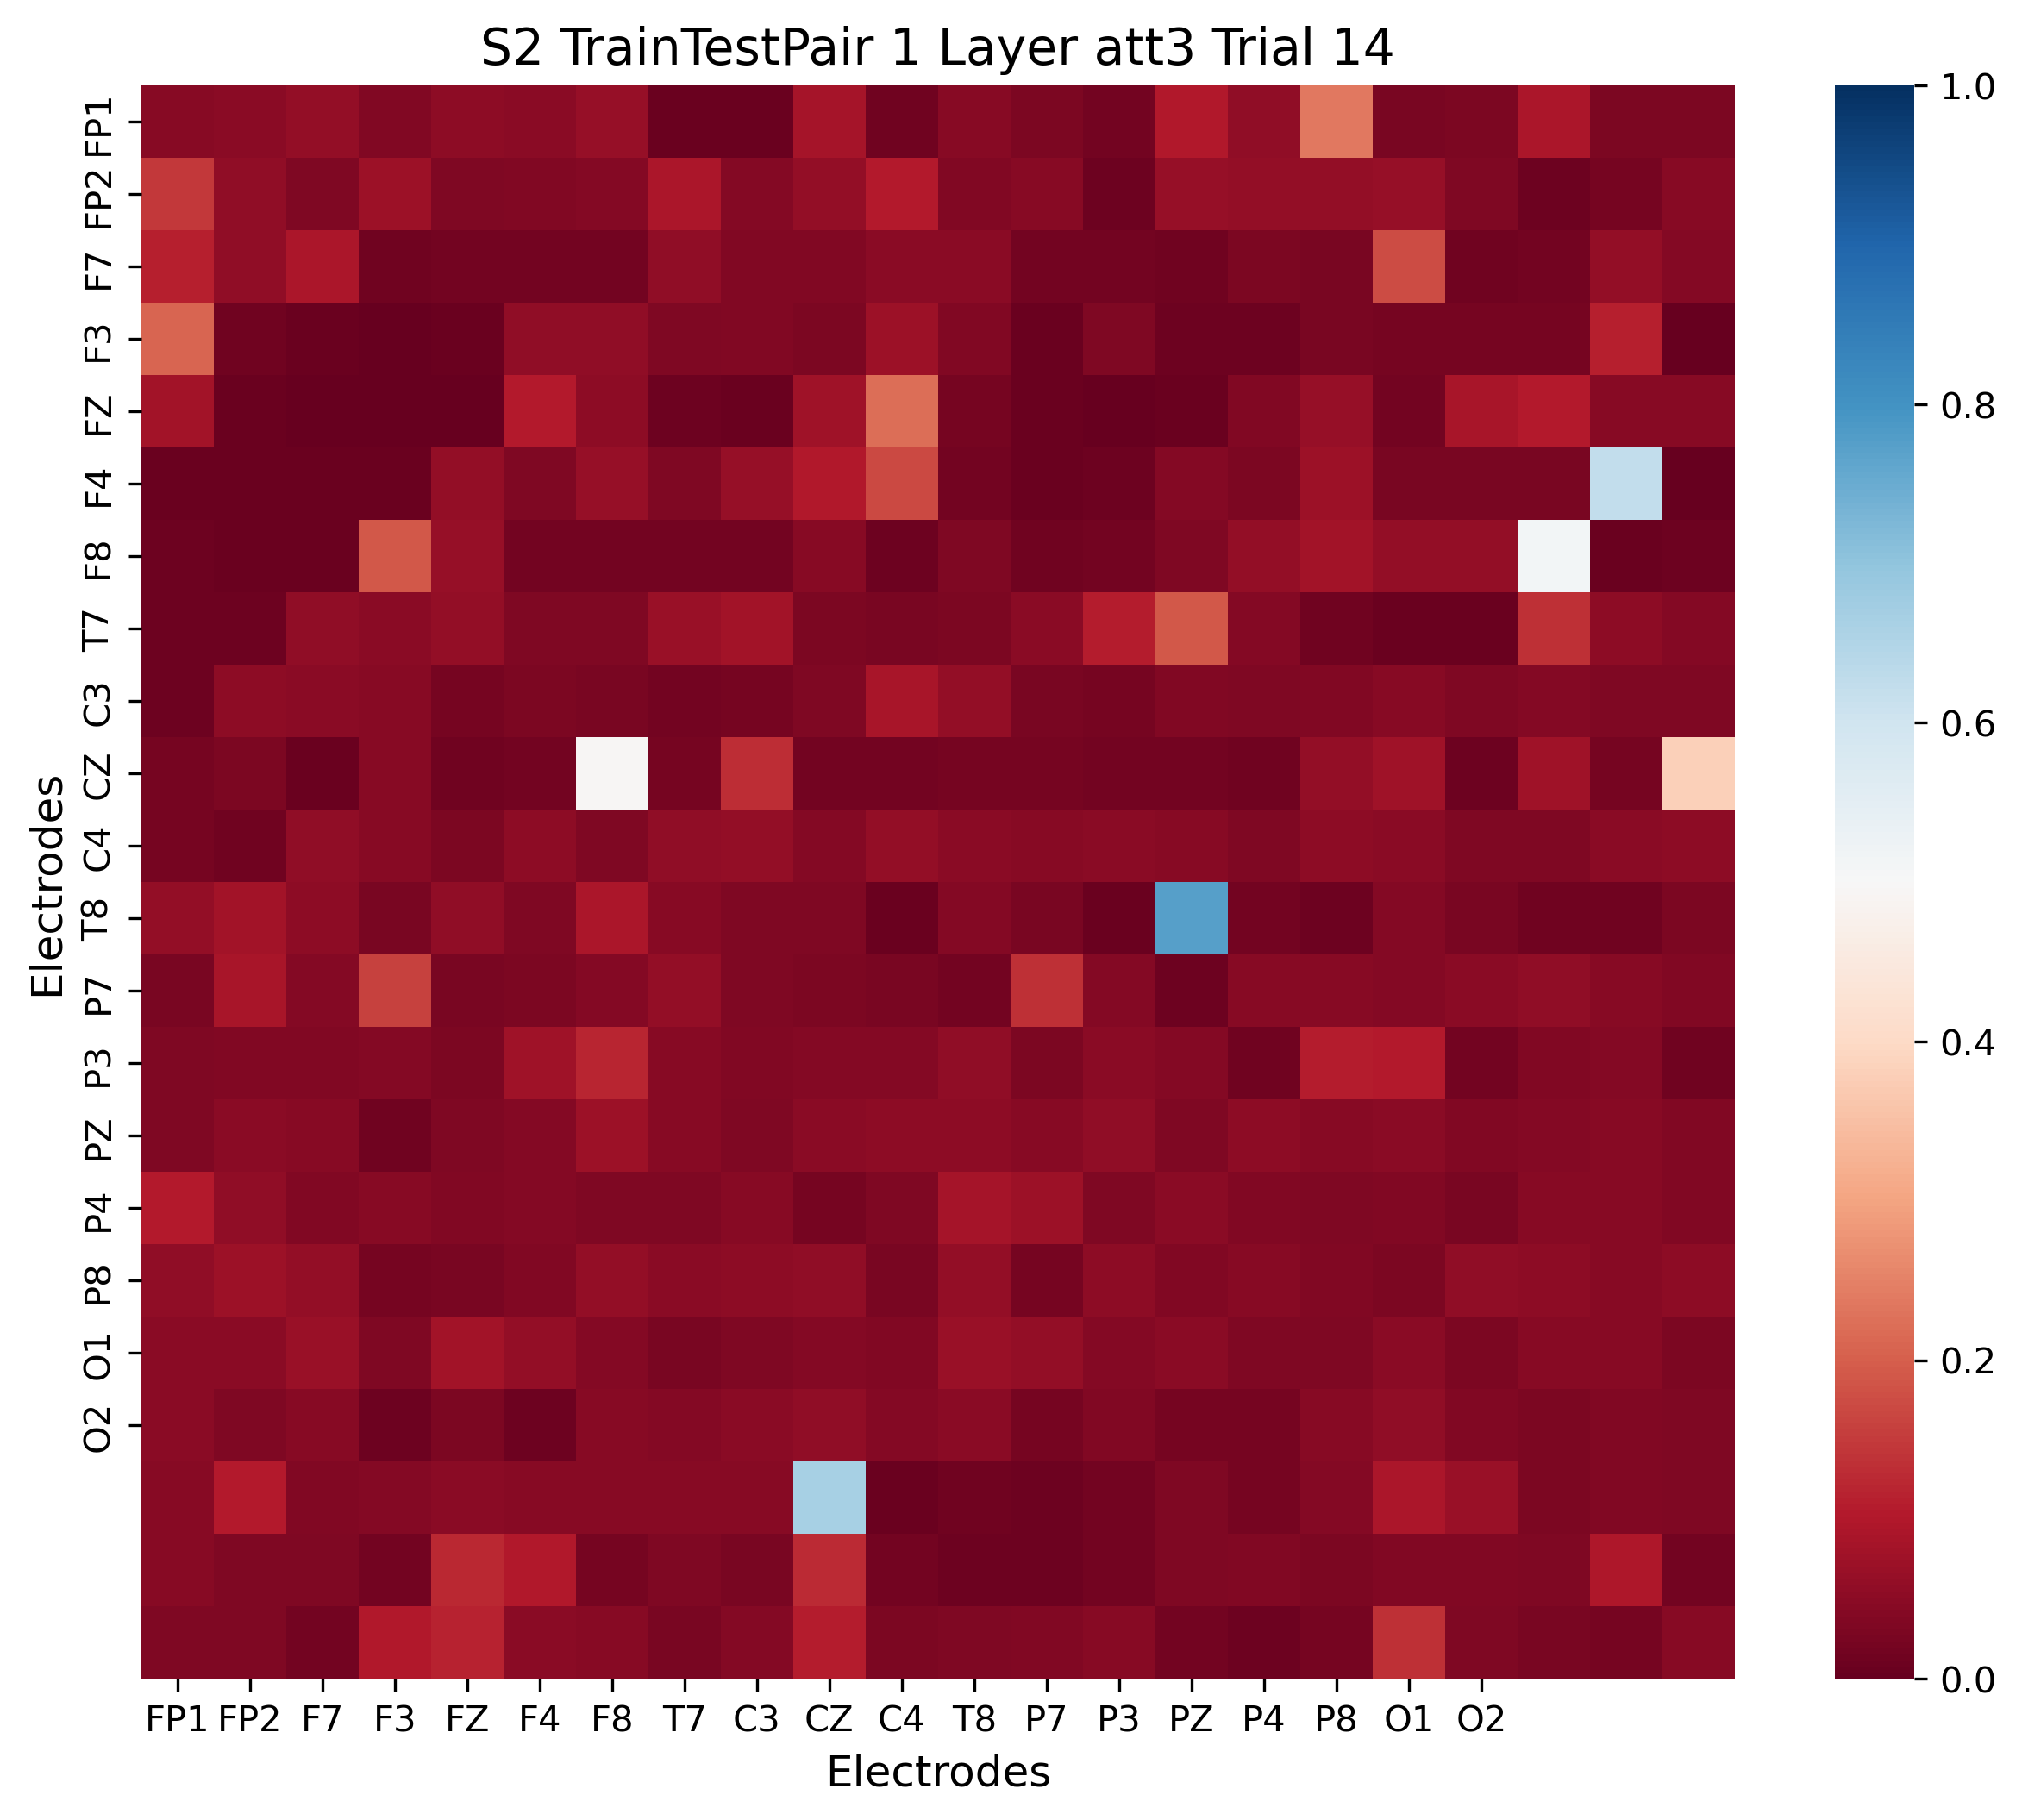 S2 TrainTestPair 1 Layer att3 Trial 14
Electrodes
FP1
FP2
F7
F3
FZ
F4
F8
T7
C3
CZ
C4
T8
P7
P3
PZ
P4
P8
O1
O2
FP1 FP2 F7 F3 FZ F4 F8 T7 C3 CZ C4 T8 P7 P3 PZ P4 P8 O1 O2
Electrodes
1.0
0.8
0.6
0.4
0.2
0.0